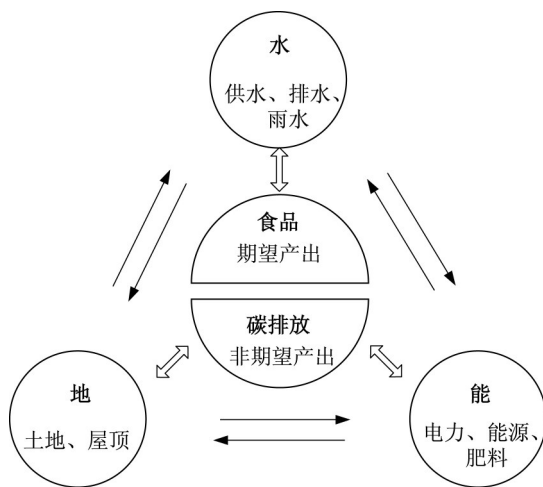 水
供水、排水、
雨水
食品
期望产出
碳排放
非期望产出
地
土地、屋顶
能
电力、能源、
肥料